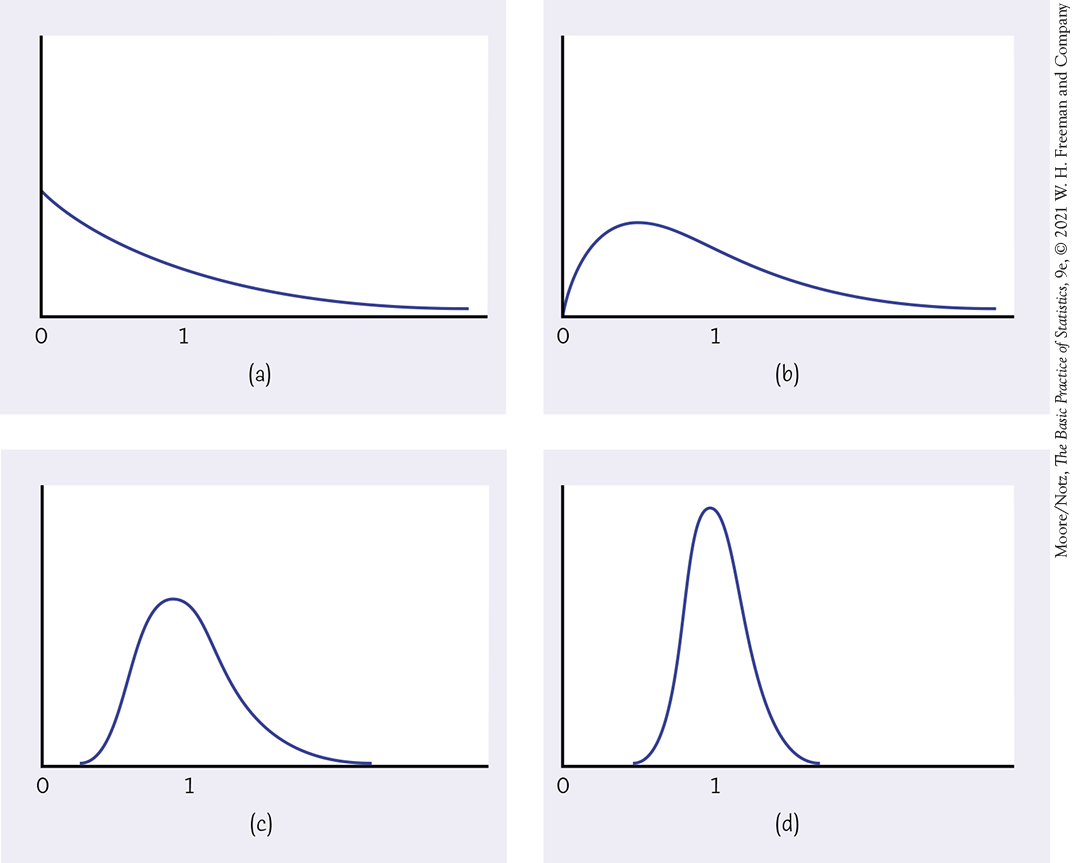 0 1
(a)
0 1
(b)
0 1
(c)
0 1
(d)
Moore/Notz, The Basic Practice of Statistics, 9e, © 2021 W. H. Freeman and Company